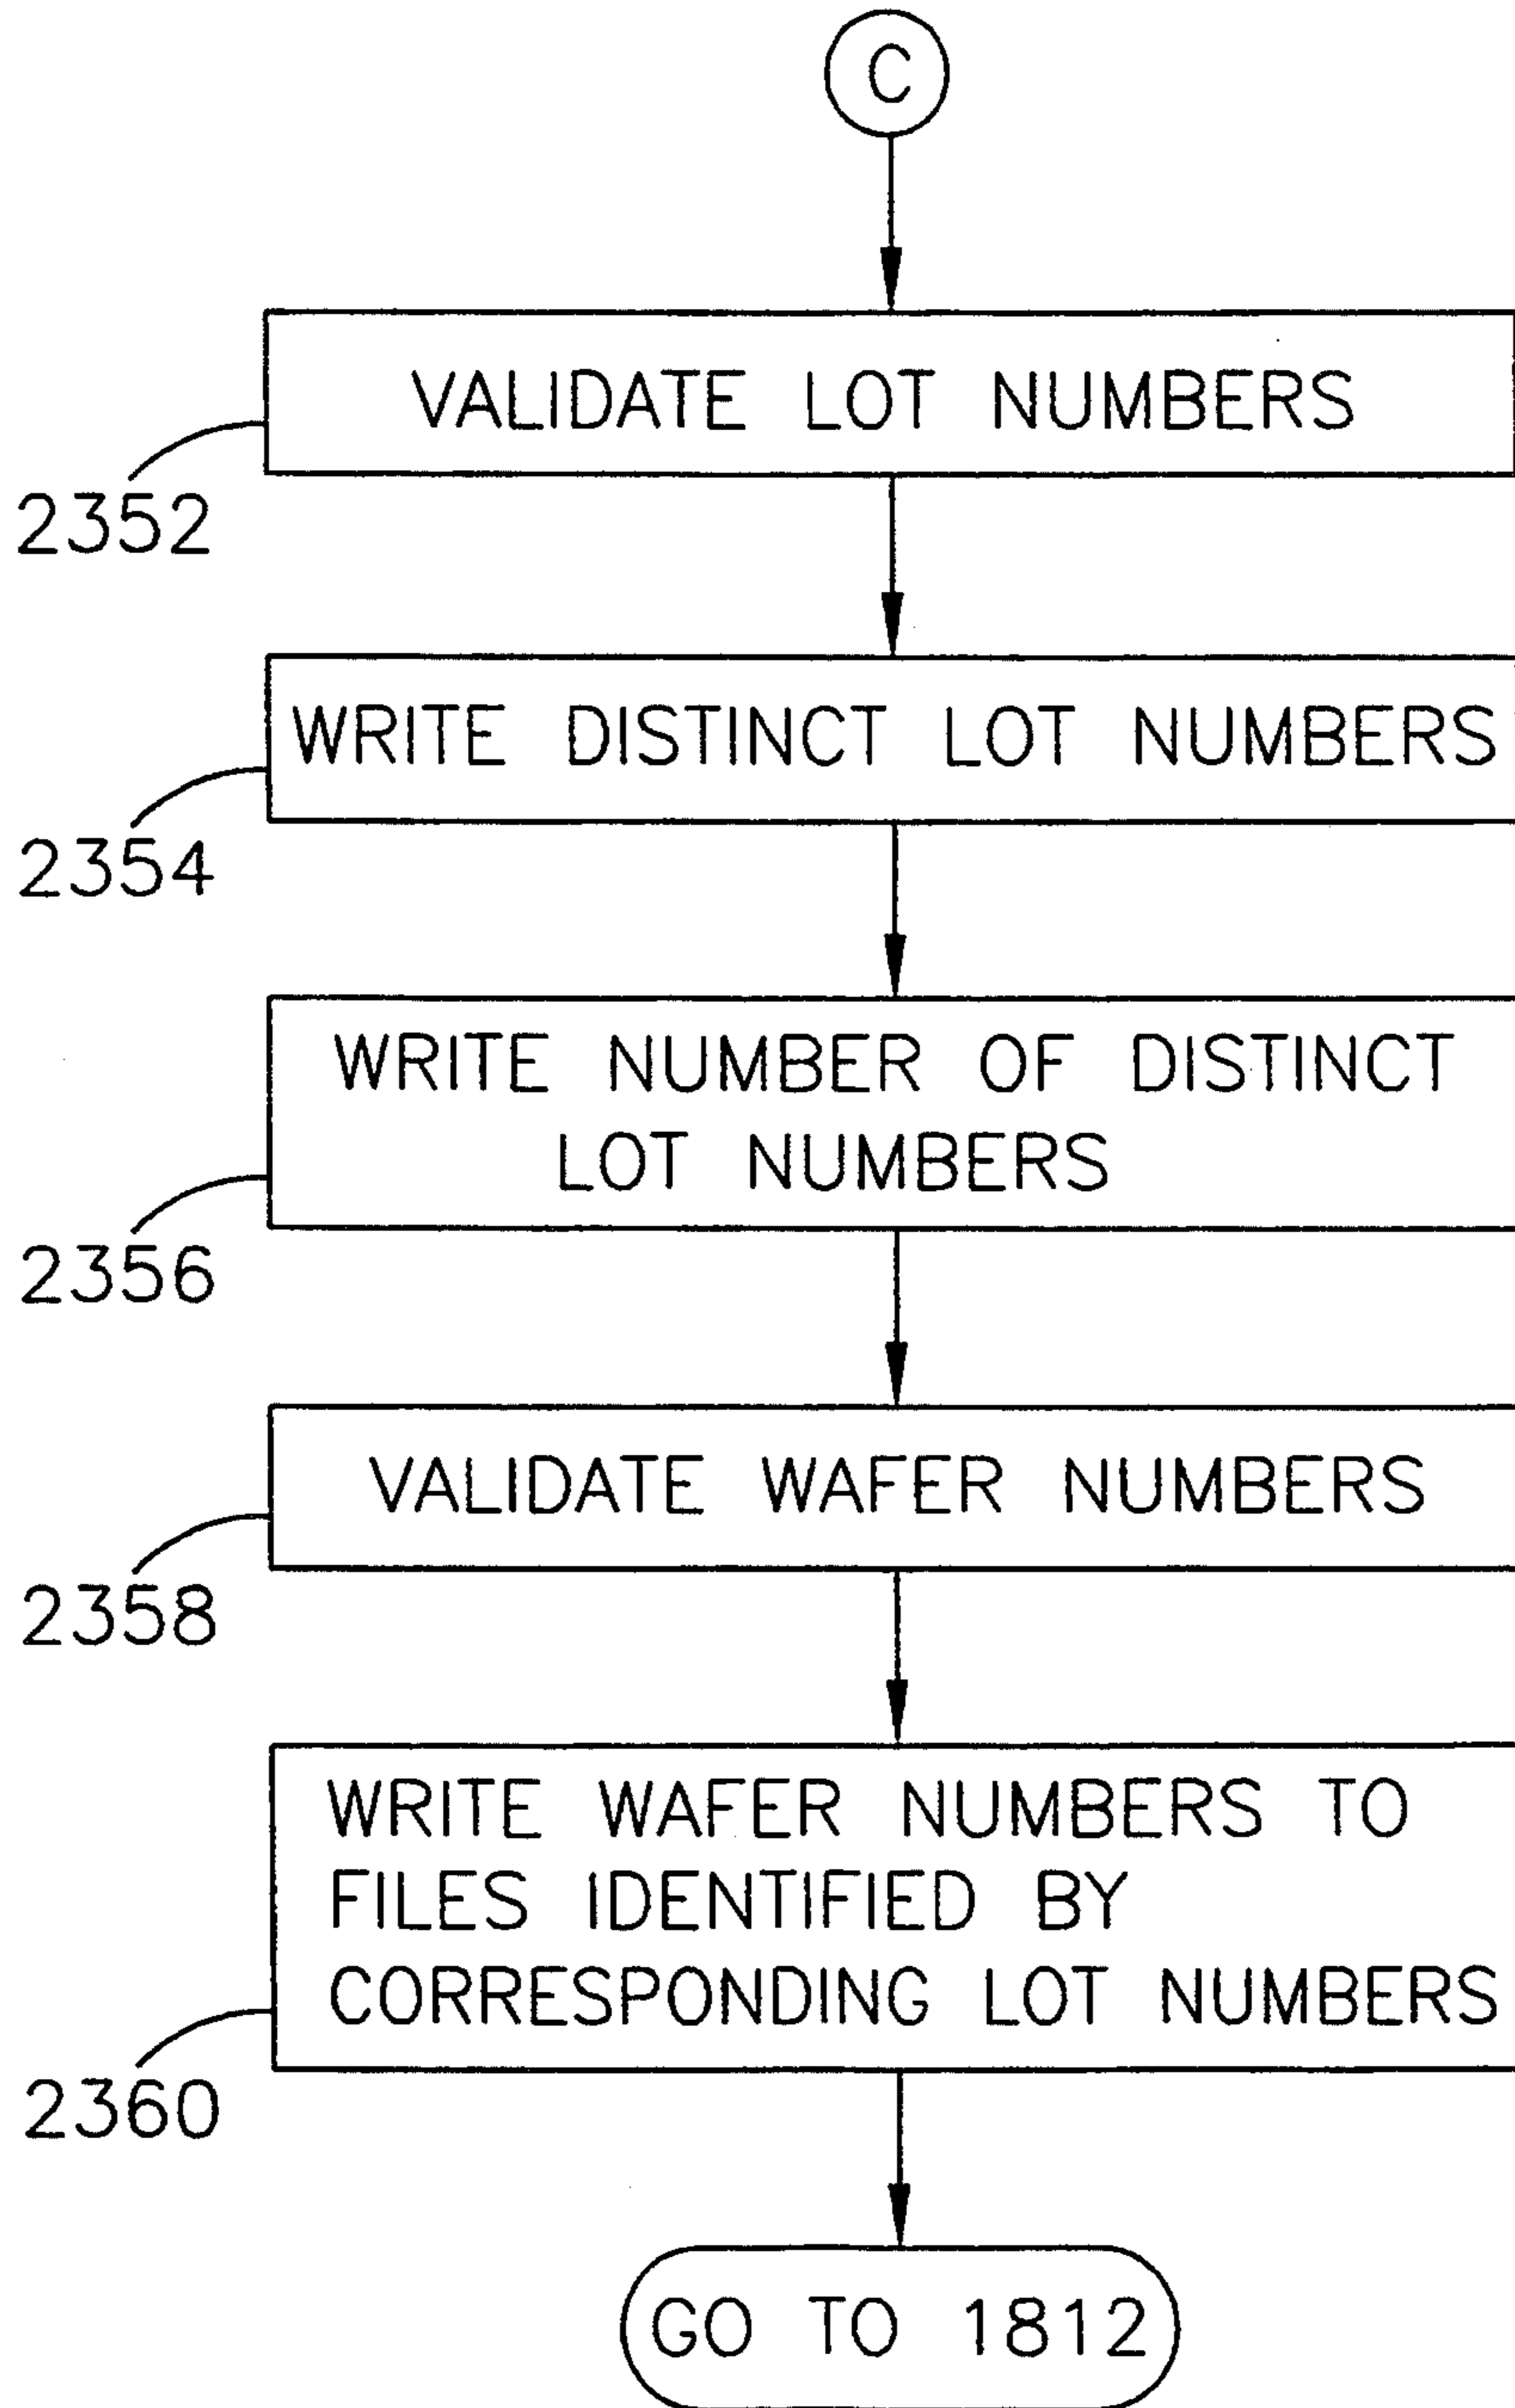 C
VALIDATE LOT NUMBERS
2352
WRITE DISTINCT LOT NUMBERS
2354
WRITE NUMBER OF DISTINCT
LOT NUMBERS
2356
VALIDATE WAFER NUMBERS
2358
WRITE WAFER NUMBERS TO
FILES IDENTIFIED BY
CORRESPONDING LOT NUMBERS
2360
GO TO 1812